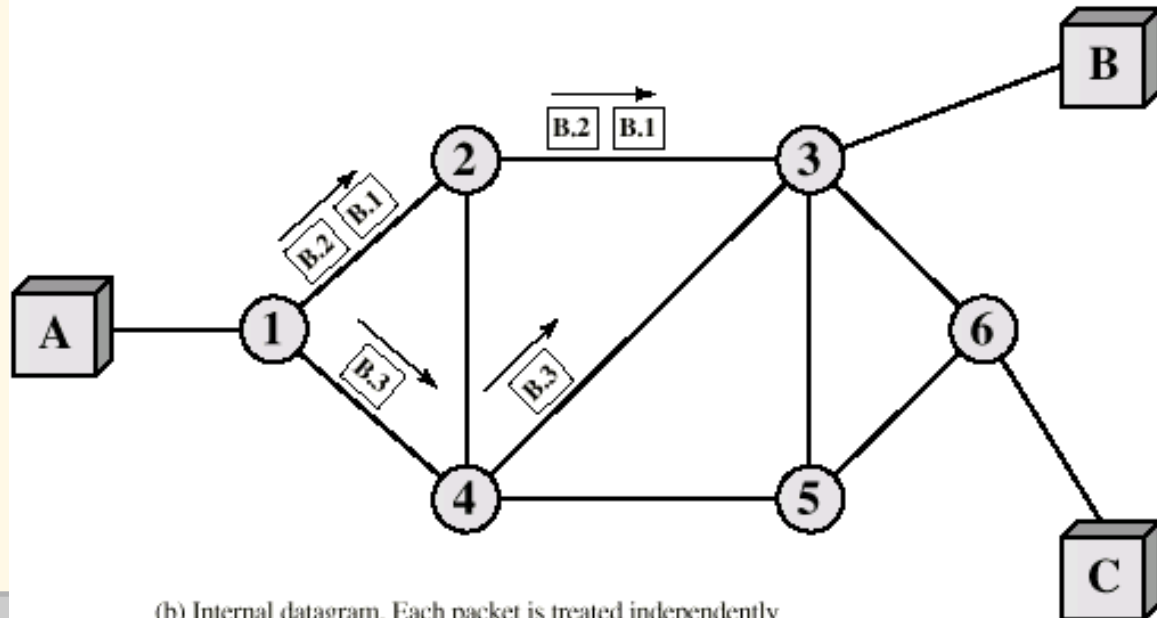 B
B.2 B.1
2
3
B.2 B.1
A
1
6
B.3
B.3
4
5
C
(b) Internal datagram. Each packet is treated independently